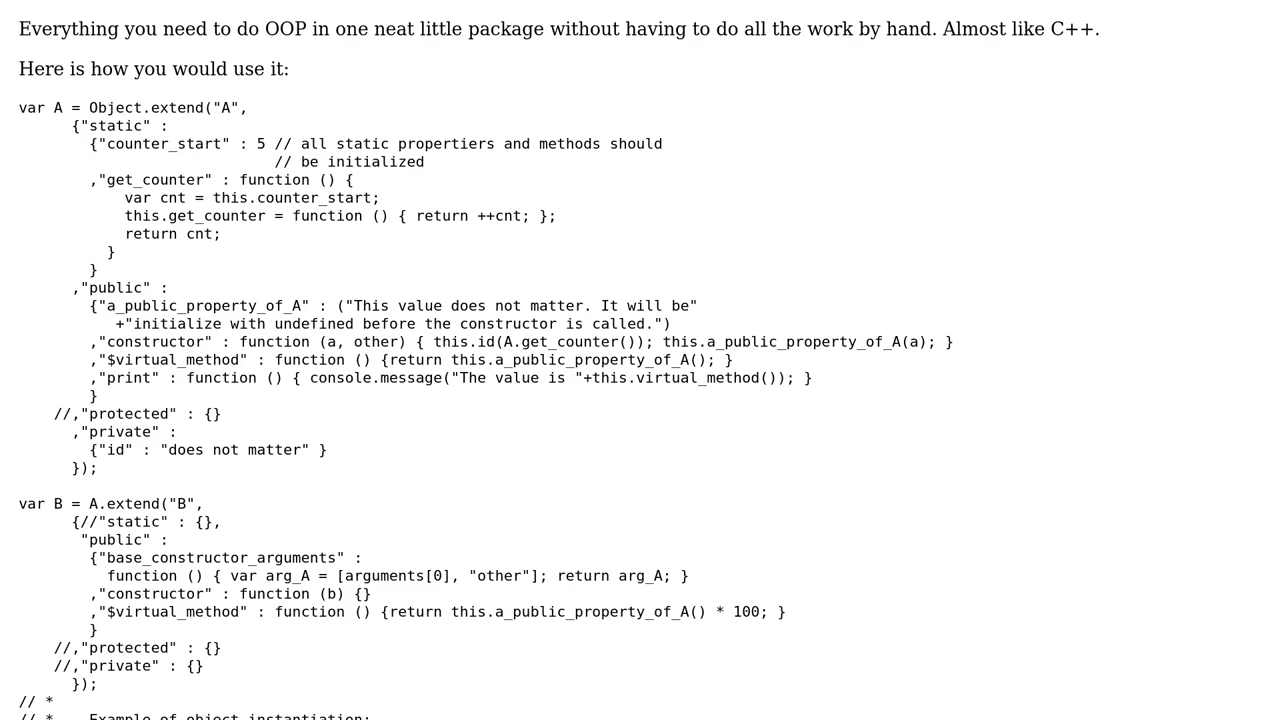 Everything you need to do OOP in one neat little package without having to do all the work by hand. Almost like C++.
Here is how you would use it:
var A = Object.extend("A",
      {"static" :
        {"counter_start" : 5 // all static propertiers and methods should
                             // be initialized
        ,"get_counter" : function () {
            var cnt = this.counter_start;
            this.get_counter = function () { return ++cnt; };
            return cnt;
          }
        }
      ,"public" :
        {"a_public_property_of_A" : ("This value does not matter. It will be"
           +"initialize with undefined before the constructor is called.")
        ,"constructor" : function (a, other) { this.id(A.get_counter()); this.a_public_property_of_A(a); }
        ,"$virtual_method" : function () {return this.a_public_property_of_A(); }
        ,"print" : function () { console.message("The value is "+this.virtual_method()); }
        }
    //,"protected" : {}
      ,"private" :
        {"id" : "does not matter" }
      });
var B = A.extend("B",
      {//"static" : {},
       "public" :
        {"base_constructor_arguments" :
          function () { var arg_A = [arguments[0], "other"]; return arg_A; }
        ,"constructor" : function (b) {}
        ,"$virtual_method" : function () {return this.a_public_property_of_A() * 100; }
        }
    //,"protected" : {}
    //,"private" : {}
      });
// *
// *    Example of object instantiation: